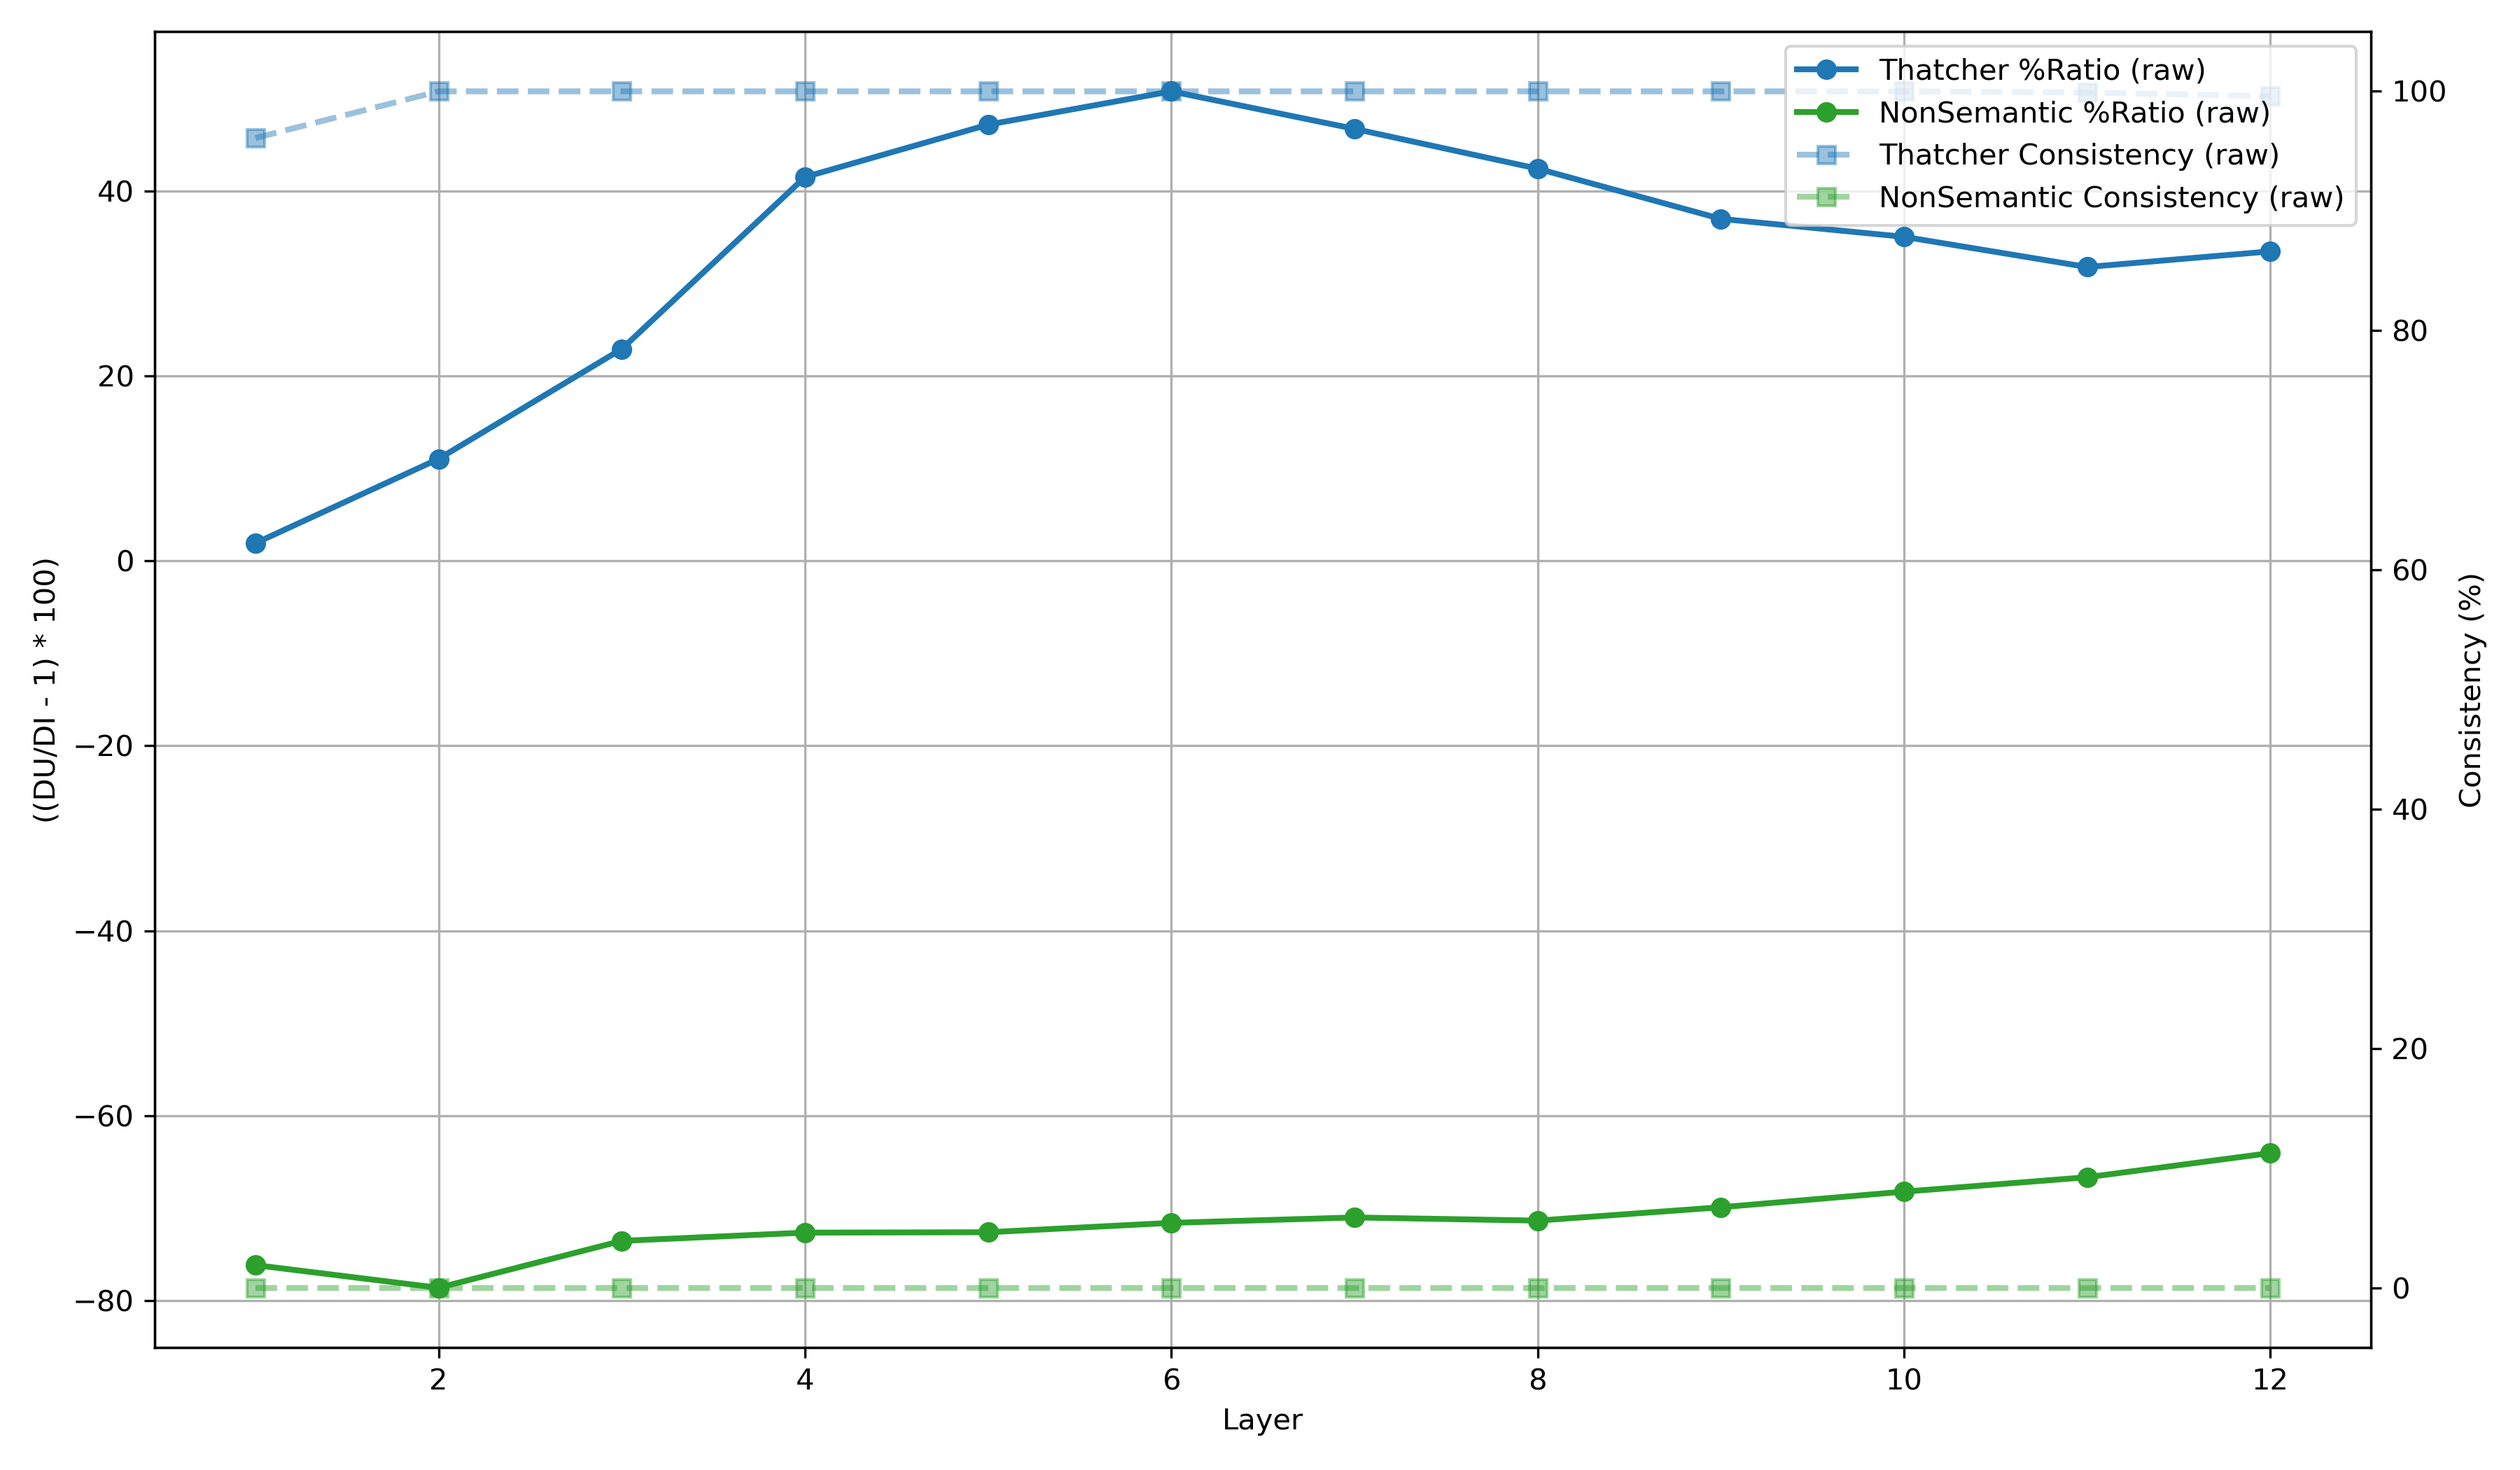 Thatcher %Ratio (raw)
NonSemantic %Ratio (raw)
Thatcher Consistency (raw)
NonSemantic Consistency (raw)
40
20
0
−20
−40
−60
−80
((DU/DI - 1) * 100)
100
80
60
40
20
0
Consistency (%)
2
4
6
8
10
12
Layer